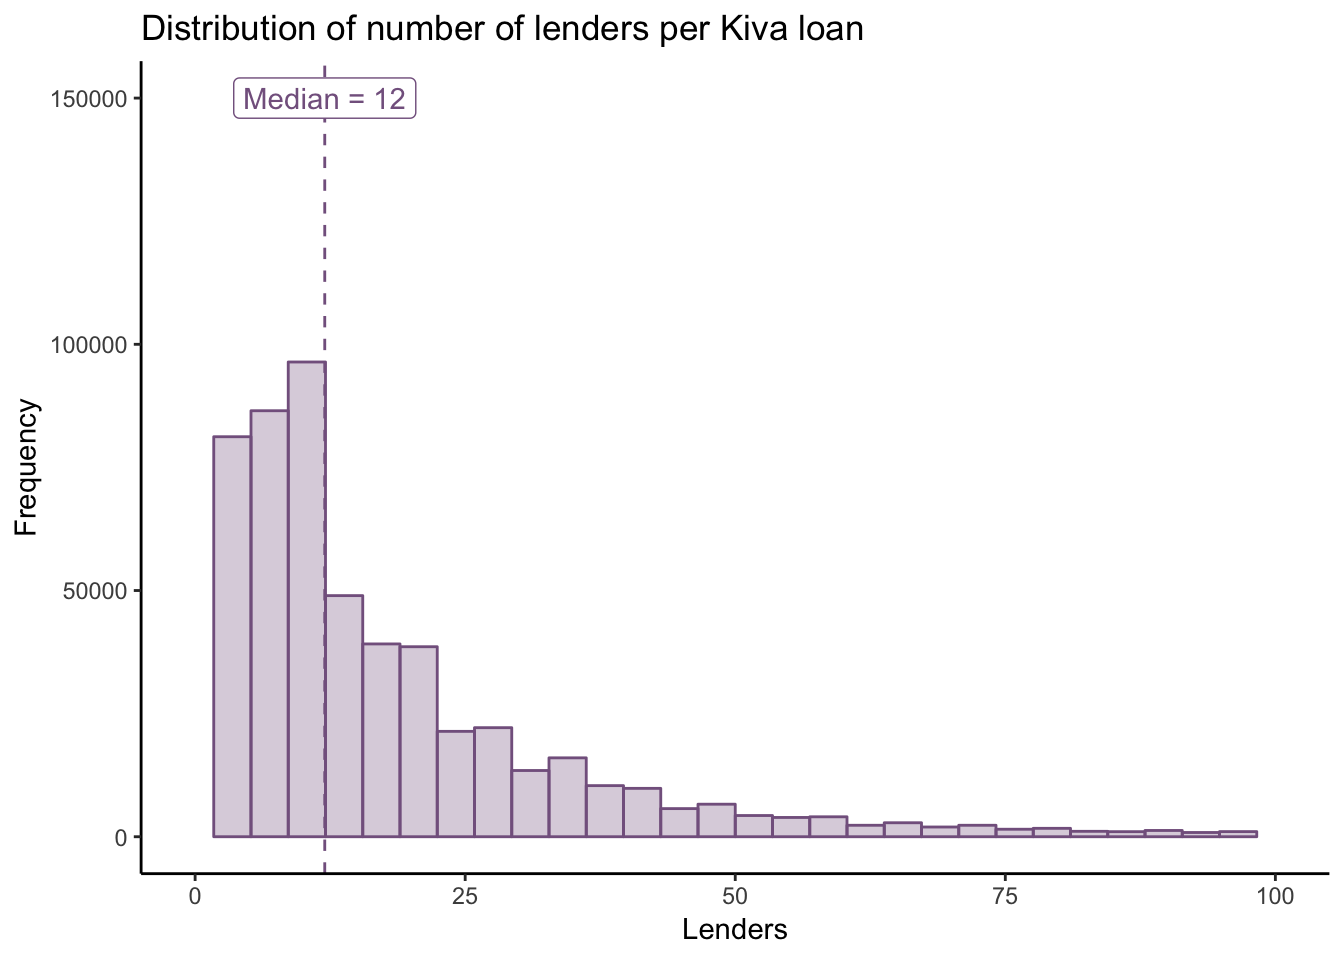 Distribution of number of lenders per Kiva loan
Median = 12
150000
100000
50000
0
Frequency
0 25 50 75 100
Lenders